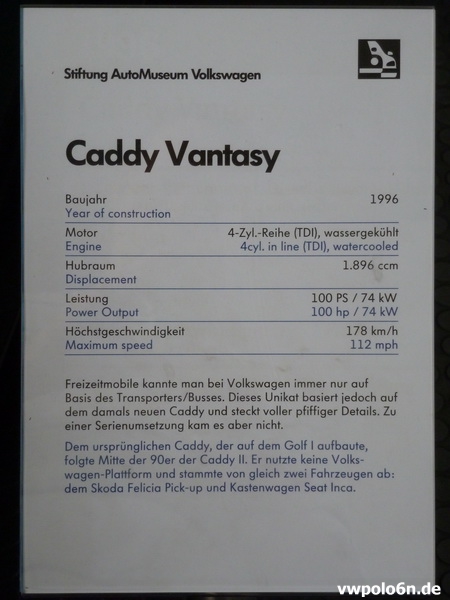 Stiftung AutoMuseum Volkswagen
Caddy Vantasy
Baujahr 1996
Year of construction
Motor 4-Zyl.-Reihe (TDI), wassergekühlt
Engine 4cyl. in line (TDI), watercooled
Hubraum 1.896 ccm
Displacement
Leistung 100 PS / 74 kW
Power Output 100 hp / 74 kW
Höchstgeschwindigkeit 178 km/h
Maximum speed 112 mph
Freizeitmobile kannte man bei Volkswagen immer nur auf
Basis des Transporters/Busses. Dieses Unikat basiert jedoch auf
dem damals neuen Caddy und steckt voller pfiffiger Details. Zu
einer Serienumsetzung kam es aber nicht.
Dem ursprünglichen Caddy, der auf dem Golf I aufbaute,
folgte Mitte der 90er der Caddy II. Er nutzte keine Volks-
wagen-Plattform und stammte von gleich zwei Fahrzeugen ab:
dem Skoda Felicia Pick-up und Kastenwagen Seat Inca.
vwpolo6n.de